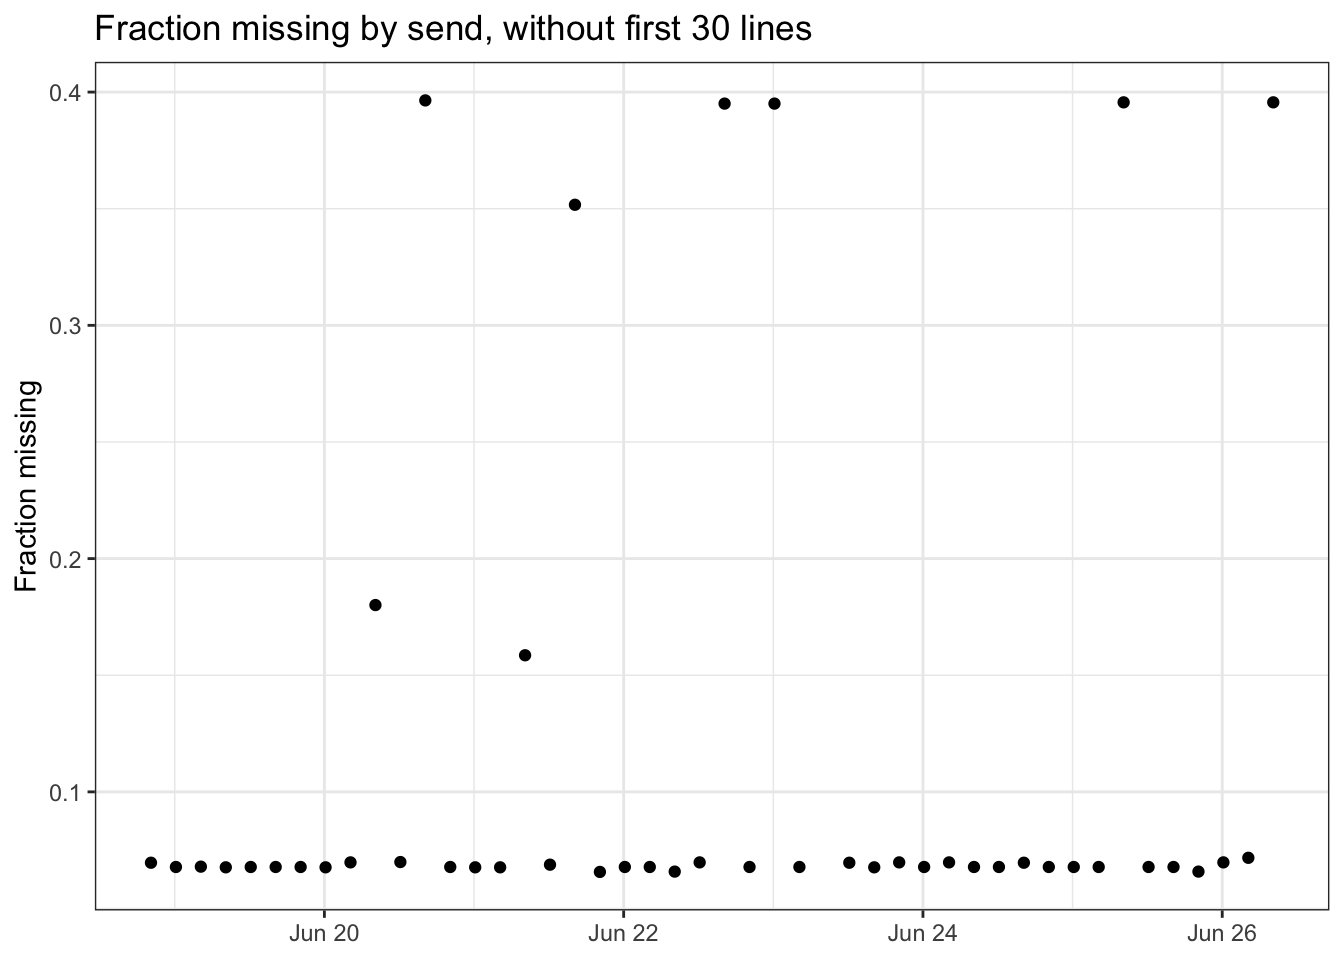 Fraction missing by send, without first 30 lines
Fraction missing
0.4
0.3
0.2
0.1
Jun 20 Jun 22 Jun 24 Jun 26